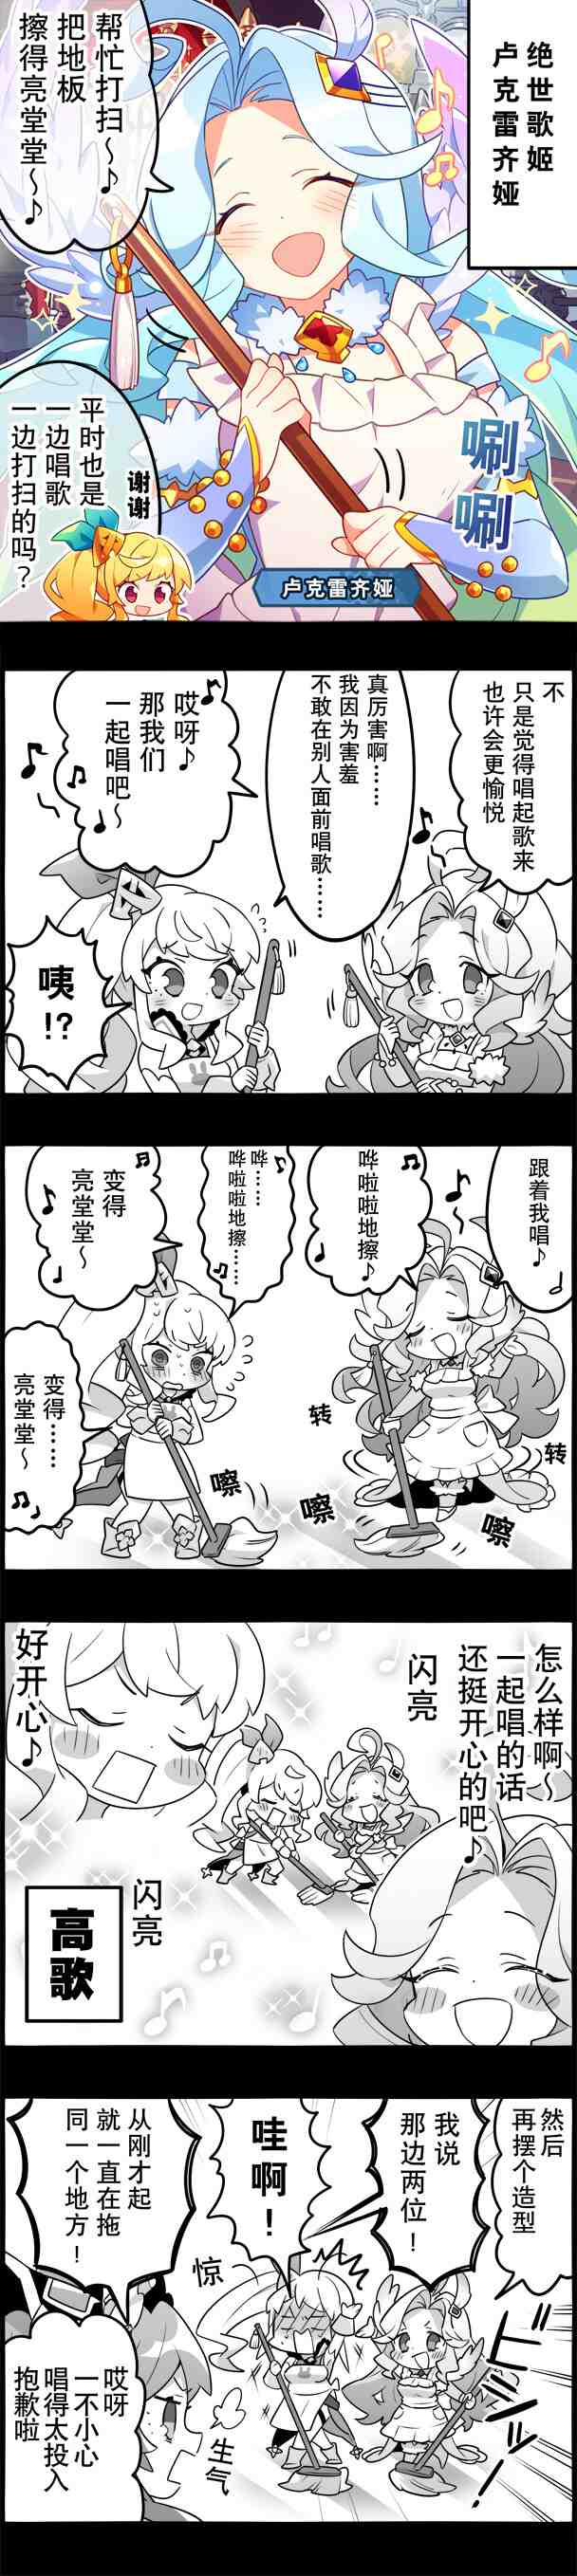 绝世歌姬
卢克雷齐娅
帮忙打扫～♪
把地板
擦得亮堂堂～♪
唰
唰
平时也是
一边唱歌
一边打扫的吗？
谢谢
卢克雷齐娅
不
只是觉得唱起歌来
也许会更愉悦
真厉害啊……
我因为害羞
不敢在别人面前唱歌……
哎呀♪
那我们
一起唱吧～
咦
!?
跟着我唱♪
哗啦啦地擦♪
哗……
哗啦啦地擦……
变得
亮堂堂～
变得……
亮堂堂～
转
转
嚓
嚓
嚓
怎么样啊～
一起唱的话
还挺开心的吧♪
闪亮
好开心♪
闪亮
高歌
然后
再摆个造型
我说
那边两位！
哇啊！
从刚才起
就一直在拖
同一个地方！
惊
生气
哎呀
一不小心
唱得太投入
抱歉啦